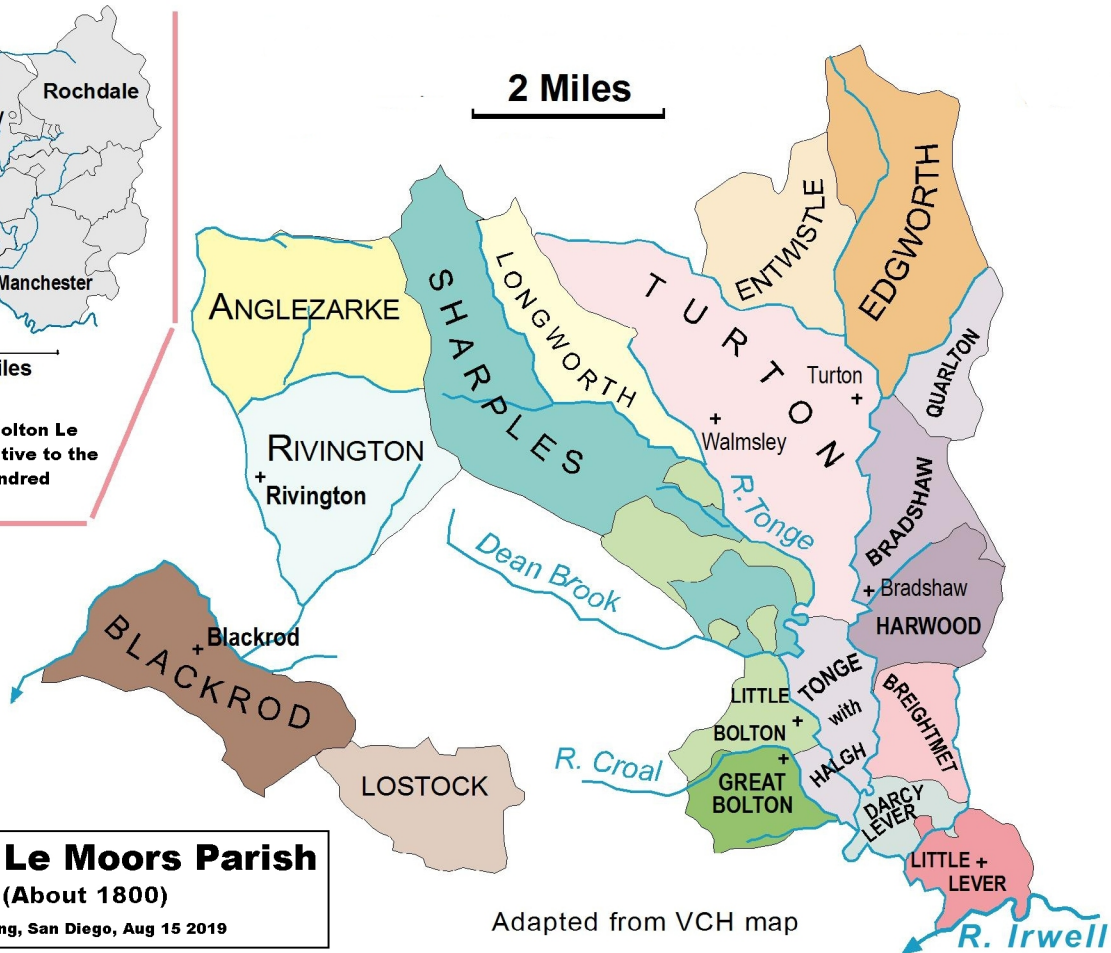 Rochdale
Manchester
iles
olton Le
tive to the
ndred
2 Miles
ENTWISTLE
EDGWORTH
ANGLEZARKE
SHARPLES
LONGWORTH
TURTON
Turton
+
QUARLTON
+
Walmsley
RIVINGTON
+
Rivington
R.Tonge
BRADSHAW
Dean Brook
+ Bradshaw
HARWOOD
Blackrod
+
BLACKROD
TONGE
with
HALGH
BREIGHTMET
LITTLE
BOLTON +
R. Croal
+
GREAT
BOLTON
LOSTOCK
DARCY
LEVER
LITTLE +
LEVER
R. Irwell
Le Moors Parish
(About 1800)
ng, San Diego, Aug 15 2019
Adapted from VCH map